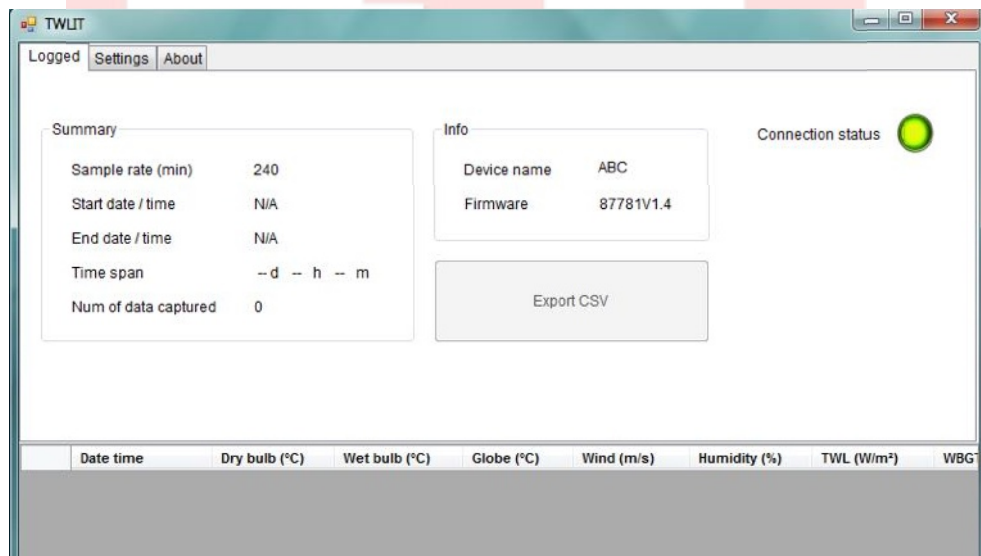 TWLIT
Logged Settings About
Summary
Sample rate (min) 240
Start date / time N/A
End date / time N/A
Time span -- d -- h -- m
Num of data captured 0
Info
Device name ABC
Firmware 87781V1.4
Connection status
Export CSV
Date time Dry bulb (°C) Wet bulb (°C) Globe (°C) Wind (m/s) Humidity (%) TWL (W/m²) WBGT